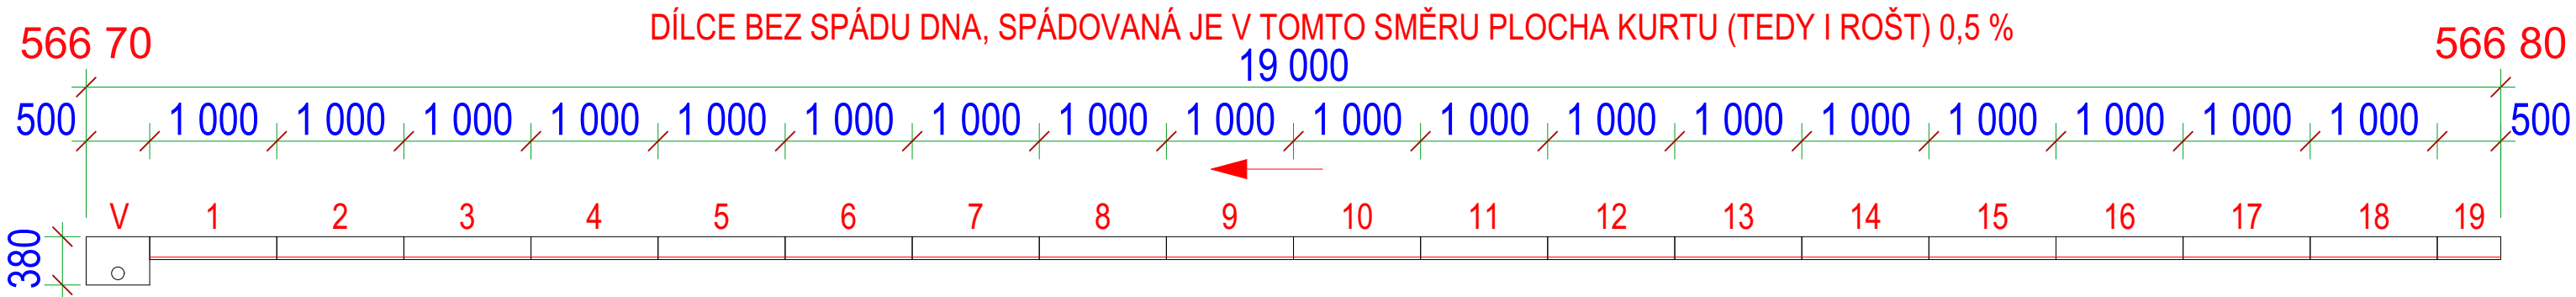 DÍLCE BEZ SPÁDU DNA, SPÁDOVANÁ JE V TOMTO SMĚRU PLOCHA KURTU (TEDY I ROŠT) 0,5 %
566 70 566 80
19 000
500 1 000 1 000 1 000 1 000 1 000 1 000 1 000 1 000 1 000 1 000 1 000 1 000 1 000 1 000 1 000 1 000 1 000 1 000 500
V 1 2 3 4 5 6 7 8 9 10 11 12 13 14 15 16 17 18 19
380